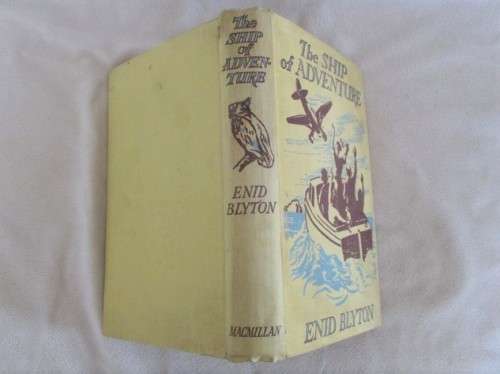 The
SHIP
of
ADVEN-
TURE
ENID
BLYTON
MACMILLAN
The SHIP
of ADVENTURE
ENID BLYTON